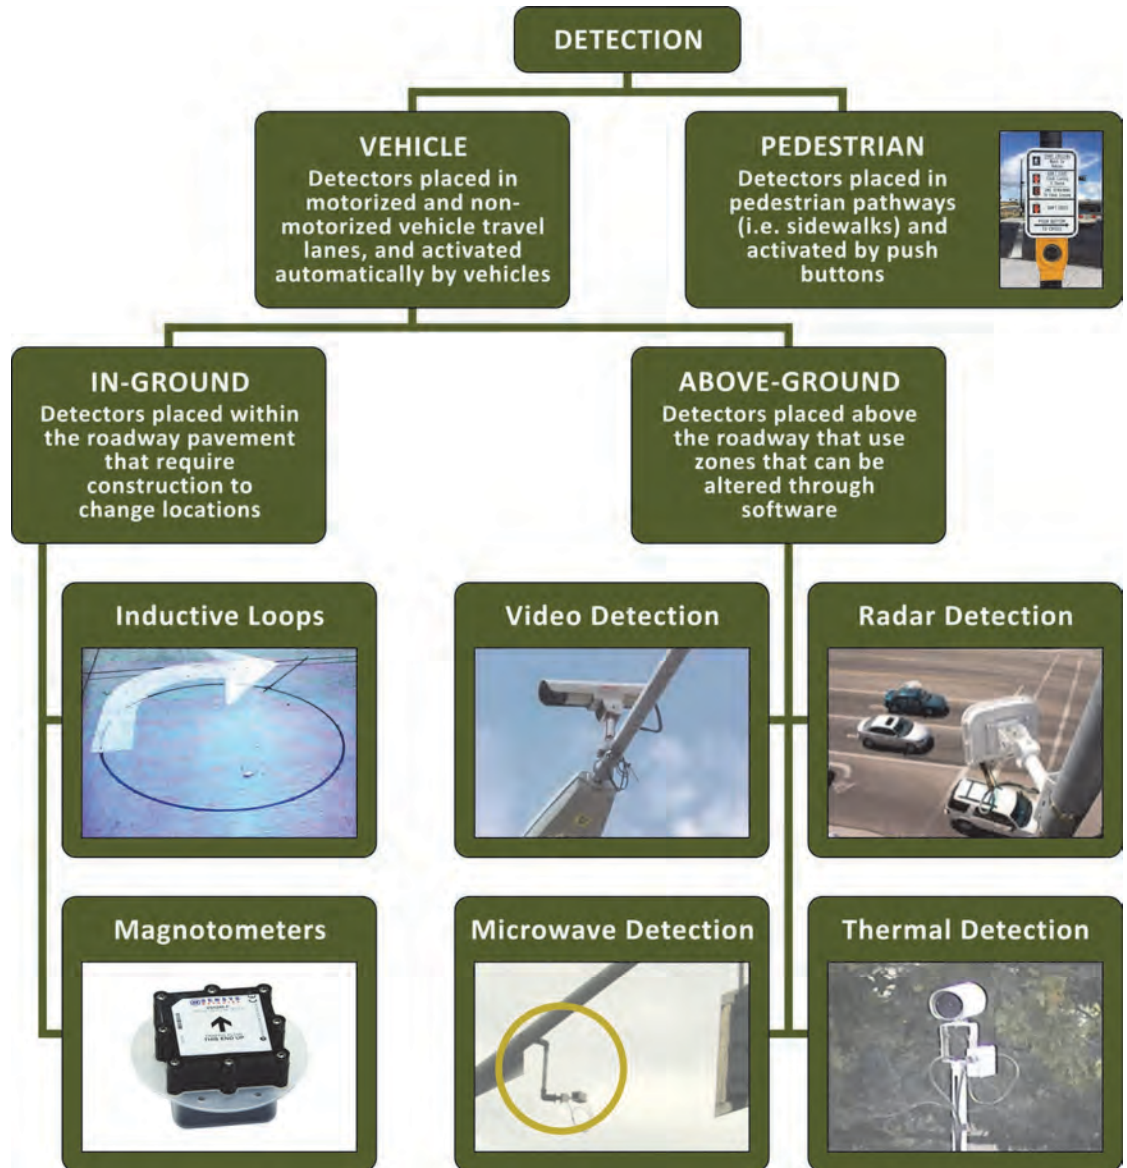 DETECTION
VEHICLE
Detectors placed in
motorized and non-
motorized vehicle travel
lanes, and activated
automatically by vehicles
PEDESTRIAN
Detectors placed in
pedestrian pathways
(i.e. sidewalks) and
activated by push
buttons
IN-GROUND
Detectors placed within
the roadway pavement
that require
construction to
change locations
ABOVE-GROUND
Detectors placed above
the roadway that use
zones that can be
altered through
software
Inductive Loops
Video Detection
Radar Detection
Magnotometers
THIS END UP
Microwave Detection
Thermal Detection